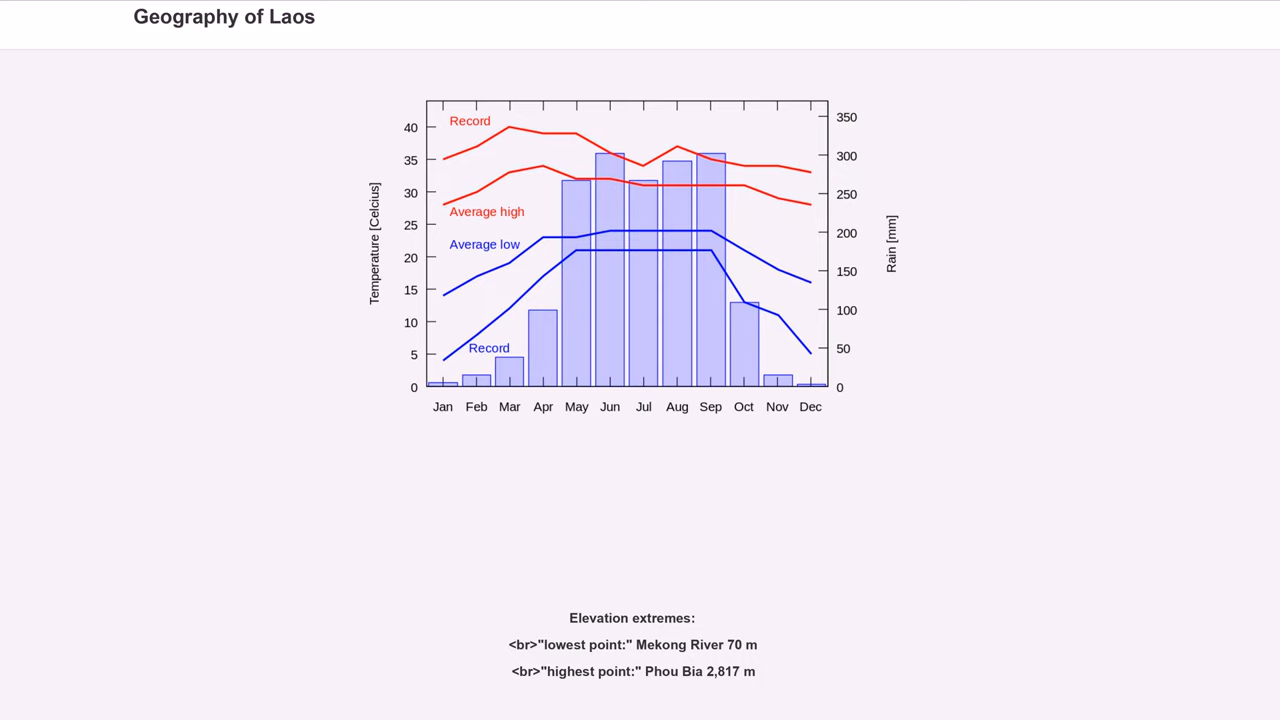 Geography of Laos
Record
Average high
Average low
Record
Temperature [Celcius]
40
35
30
25
20
15
10
5
0
Rain [mm]
350
300
250
200
150
100
50
0
Jan Feb Mar Apr May Jun Jul Aug Sep Oct Nov Dec
Elevation extremes:
<br>"lowest point:" Mekong River 70 m
<br>"highest point:" Phou Bia 2,817 m